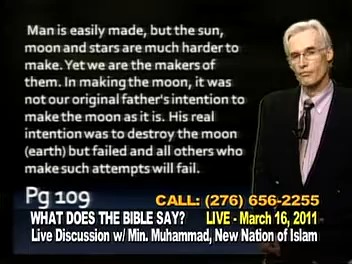 Man is easily made, but the sun,
moon and stars are much harder to
make. Yet we are the makers of
them. In making the moon, it was
not our original father's intention to
make the moon as it is. His real
intention was to destroy the moon
(earth) but failed and all others who
make such attempts will fail.
Pg 109
CALL: (276) 656-2255
WHAT DOES THE BIBLE SAY? LIVE - March 16, 2011
Live Discussion w/ Min. Muhammad, New Nation of Islam